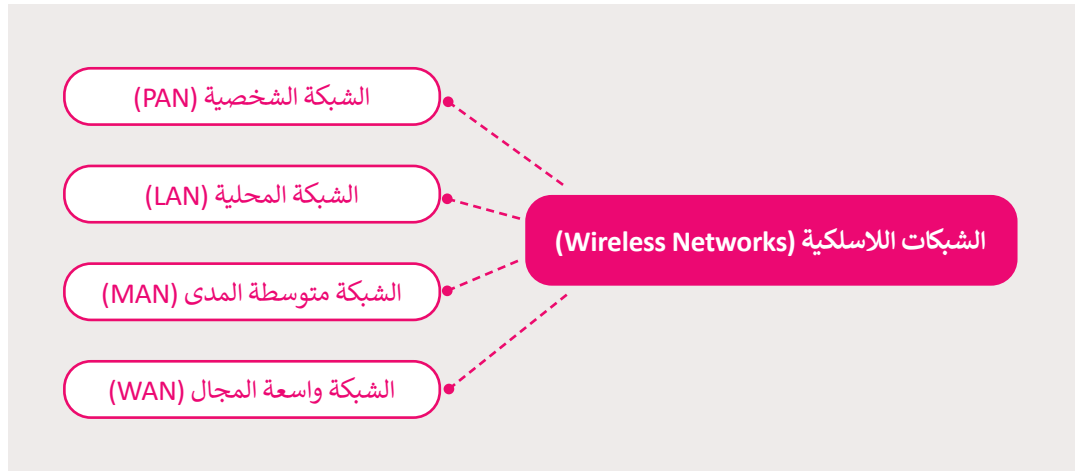 الشبكات اللاسلكية (Wireless Networks)
الشبكة الشخصية (PAN)
الشبكة المحلية (LAN)
الشبكة متوسطة المدى (MAN)
الشبكة واسعة المجال (WAN)